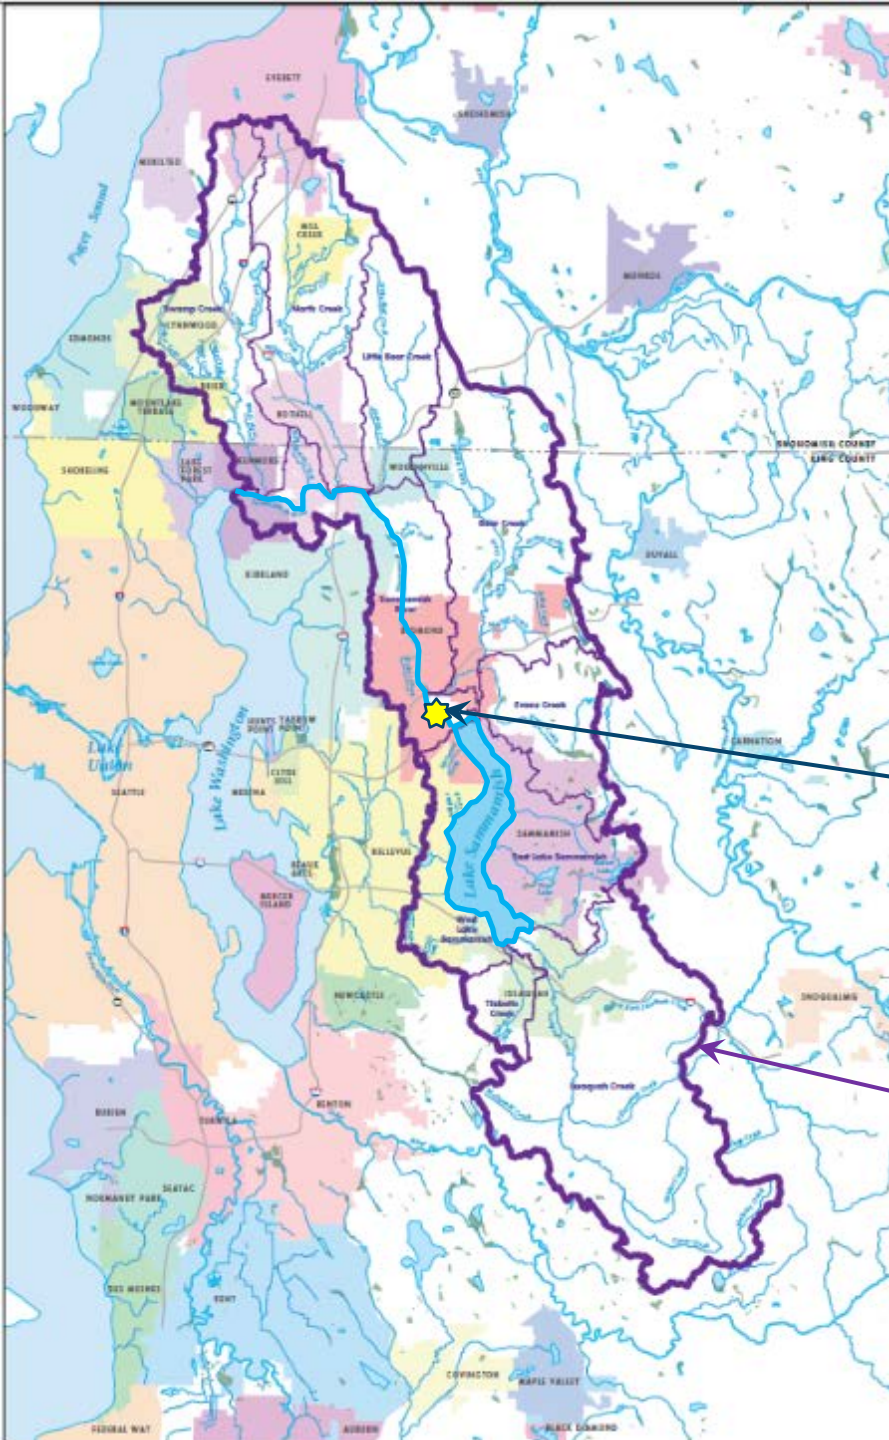 EVERETT
SNOHOMISH
MUKILTEO
Puget Sound
MILL
CREEK
MONROE
Swamp Creek
North Creek
LYNNWOOD
EDMONDS
Little Bear Creek
BRIER
WOODWAY
MOUNTLAKE
TERRACE
BOTHELL
SNOHOMISH COUNTY
KING COUNTY
SHORELINE
LAKE
FOREST
PARK
KENMORE
WOODINVILLE
Bear Creek
DUVALL
KIRKLAND
Sammamish
River
REDMOND
Evans Creek
HUNTS
POINT
YARROW
POINT
CARNATION
Lake
Union
Lake Washington
CLYDE
HILL
SEATTLE
MEDINA
Lake Sammamish
SAMMAMISH
BELLEVUE
East Lake Sammamish
BEAUX
ARTS
MERCER
ISLAND
West
Lake
Sammamish
NEWCASTLE
ISSAQUAH
Tibbetts
Creek
SNOQUALMIE
Issaquah Creek
BURIEN
TUKWILA
RENTON
SEATAC
NORMANDY PARK
DES MOINES
KENT
COVINGTON
MAPLE VALLEY
FEDERAL WAY
AUBURN
BLACK DIAMOND